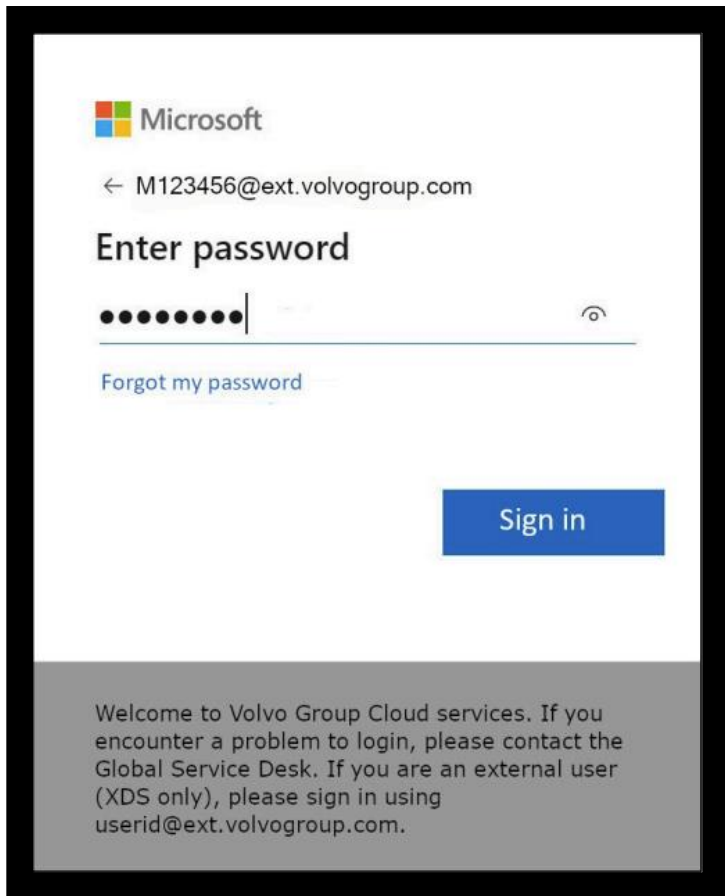 Microsoft
← M123456@ext.volvogroup.com
Enter password
●●●●●●●●
Forgot my password
Sign in
Welcome to Volvo Group Cloud services. If you
encounter a problem to login, please contact the
Global Service Desk. If you are an external user
(XDS only), please sign in using
userid@ext.volvogroup.com.